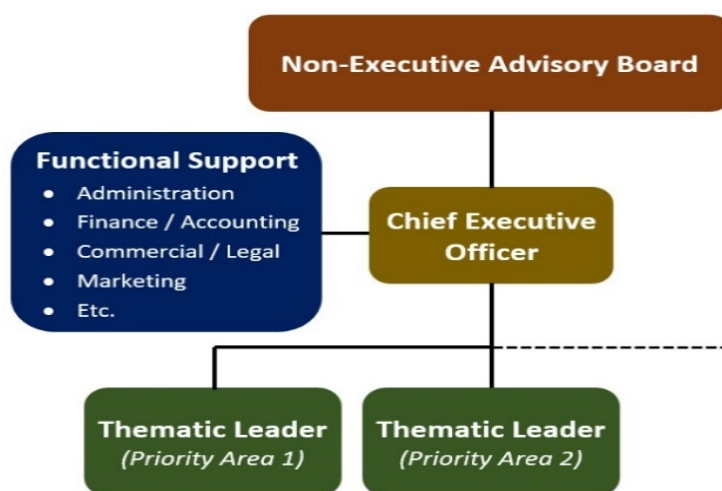 Non-Executive Advisory Board
Functional Support
• Administration
• Finance / Accounting
• Commercial / Legal
• Marketing
• Etc.
Chief Executive
Officer
Thematic Leader
(Priority Area 1)
Thematic Leader
(Priority Area 2)